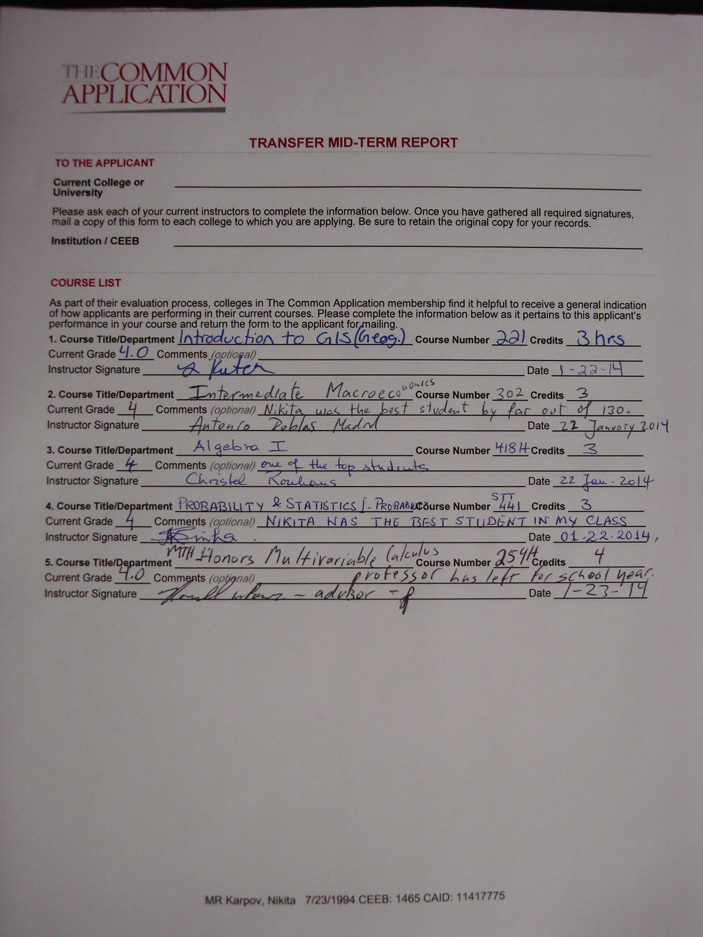 THE COMMON
APPLICATION
TRANSFER MID-TERM REPORT
TO THE APPLICANT
Current College or
University
Please ask each of your current instructors to complete the information below. Once you have gathered all required signatures,
mail a copy of this form to each college to which you are applying. Be sure to retain the original copy for your records.
Institution / CEEB
COURSE LIST
As part of their evaluation process, colleges in The Common Application membership find it helpful to receive a general indication
of how applicants are performing in their current courses. Please complete the information below as it pertains to this applicant's
performance in your course and return the form to the applicant for mailing.
1. Course Title/Department Introduction to GIS (Geog.) Course Number 221 Credits 3 hrs
Current Grade 4.0 Comments (optional)
Instructor Signature Date 1-22-14
2. Course Title/Department Intermediate Macroeconomics Course Number 302 Credits 3
Current Grade 4 Comments (optional) Nikita was the best student by far out of 130.
Instructor Signature Antonio Doblas Madrid Date 22 January 2014
3. Course Title/Department Algebra I Course Number 418H Credits 3
Current Grade 4 Comments (optional) one of the top students
Instructor Signature Christel Rotthaus Date 22 Jan. 2014
4. Course Title/Department PROBABILITY & STATISTICS I - PROBABILITY Course Number STT 441 Credits 3
Current Grade 4 Comments (optional) NIKITA WAS THE BEST STUDENT IN MY CLASS
Instructor Signature Sinha Date 01-22-2014,
5. Course Title/Department MTH Honors Multivariable Calculus Course Number 254H Credits 4
Current Grade 4.0 Comments (optional) professor has left for school year.
Instructor Signature - advisor - Date 1-23-14
MR Karpov, Nikita 7/23/1994 CEEB: 1465 CAID: 11417775